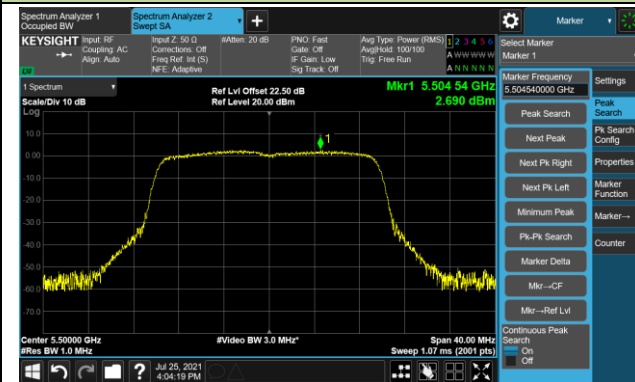 Spectrum Analyzer 1
Occupied BW
Spectrum Analyzer 2
Swept SA
Marker
KEYSIGHT
Input: RF
Coupling: AC
Align: Auto
Input Z: 50 Ω
Corrections: Off
Freq Ref: Int (S)
NFE: Adaptive
#Atten: 20 dB
PNO: Fast
Gate: Off
IF Gain: Low
Sig Track: Off
Avg Type: Power (RMS)
Avg|Hold: 100/100
Trig: Free Run
1 2 3 4 5 6
A W W W W W
A N N N N N
Select Marker
Marker 1
1 Spectrum
Scale/Div 10 dB
Log
Ref Lvl Offset 22.50 dB
Ref Level 20.00 dBm
Mkr1 5.504 54 GHz
2.690 dBm
1
10.0
0.00
-10.0
-20.0
-30.0
-40.0
-50.0
-60.0
-70.0
Center 5.50000 GHz
#Res BW 1.0 MHz
#Video BW 3.0 MHz*
Span 40.00 MHz
Sweep 1.07 ms (2001 pts)
Marker Frequency
5.504540000 GHz
Peak Search
Next Peak
Next Pk Right
Next Pk Left
Minimum Peak
Pk-Pk Search
Marker Delta
Mkr→CF
Mkr→Ref Lvl
Continuous Peak
Search
On
Off
Settings
Peak
Search
Pk Search
Config
Properties
Marker
Function
Marker→
Counter
Jul 25, 2021
4:04:19 PM